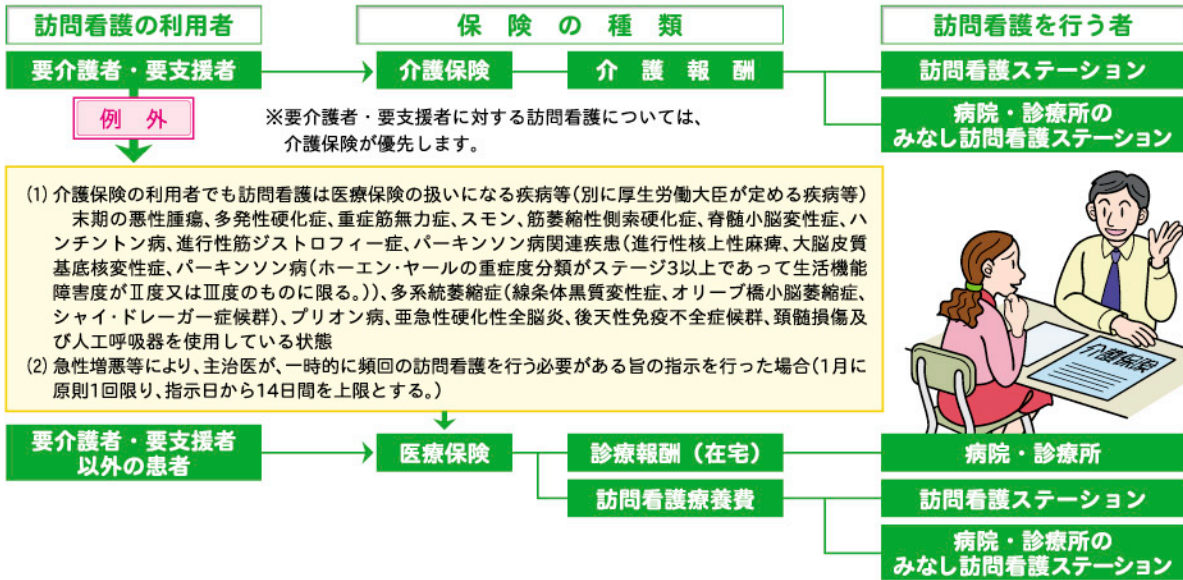 訪問看護の利用者
保険の種類
訪問看護を行う者
要介護者・要支援者
介護保険
介護報酬
訪問看護ステーション
病院・診療所の
みなし訪問看護ステーション
例外
※要介護者・要支援者に対する訪問看護については、
介護保険が優先します。
(1) 介護保険の利用者でも訪問看護は医療保険の扱いになる疾病等(別に厚生労働大臣が定める疾病等)
末期の悪性腫瘍、多発性硬化症、重症筋無力症、スモン、筋萎縮性側索硬化症、脊髄小脳変性症、ハ
ンチントン病、進行性筋ジストロフィー症、パーキンソン病関連疾患(進行性核上性麻痺、大脳皮質
基底核変性症、パーキンソン病(ホーエン・ヤールの重症度分類がステージ3以上であって生活機能
障害度がⅡ度又はⅢ度のものに限る。))、多系統萎縮症(線条体黒質変性症、オリーブ橋小脳萎縮症、
シャイ・ドレーガー症候群)、プリオン病、亜急性硬化性全脳炎、後天性免疫不全症候群、頚髄損傷及
び人工呼吸器を使用している状態
(2) 急性増悪等により、主治医が、一時的に頻回の訪問看護を行う必要がある旨の指示を行った場合(1月に
原則1回限り、指示日から14日間を上限とする。)
介護保険
要介護者・要支援者
以外の患者
医療保険
診療報酬(在宅)
病院・診療所
訪問看護療養費
訪問看護ステーション
病院・診療所の
みなし訪問看護ステーション